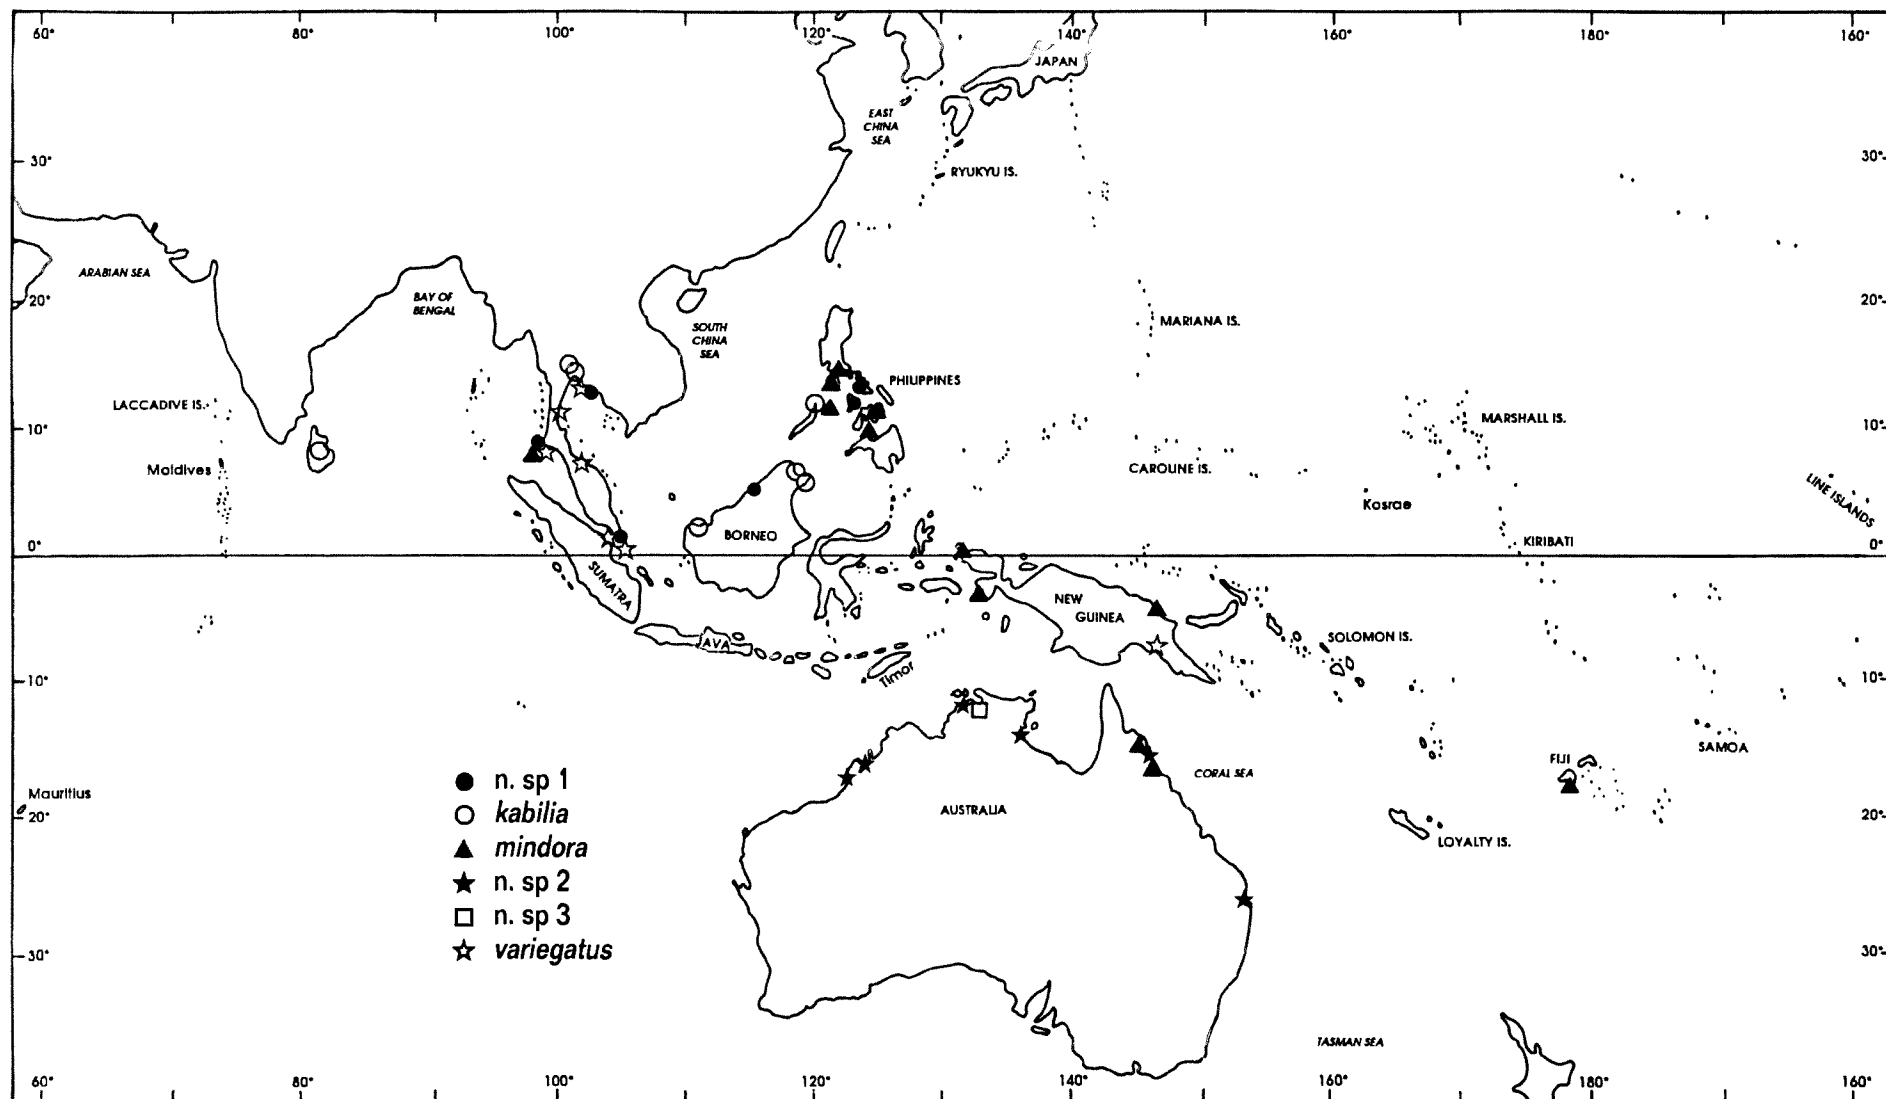 60° 80° 100° 120° 140° 160° 180° 160°
JAPAN
EAST
CHINA
SEA
30° 30°
RYUKYU IS.
ARABIAN SEA
BAY OF
BENGAL
20° 20°
MARIANA IS.
SOUTH
CHINA
SEA
PHILIPPINES
LACCADIVE IS.
MARSHALL IS.
10° 10°
Maldives
CAROLINE IS.
LINE ISLANDS
Kosrae
BORNEO
KIRIBATI
0° 0°
SUMATRA
NEW
GUINEA
SOLOMON IS.
JAVA
Timor
10° 10°
SAMOA
FIJI
CORAL SEA
n. sp 1
Mauritius
kabilia
AUSTRALIA
20° 20°
LOYALTY IS.
mindora
n. sp 2
n. sp 3
variegatus
30° 30°
TASMAN SEA
60° 80° 100° 120° 140° 160° 180° 160°